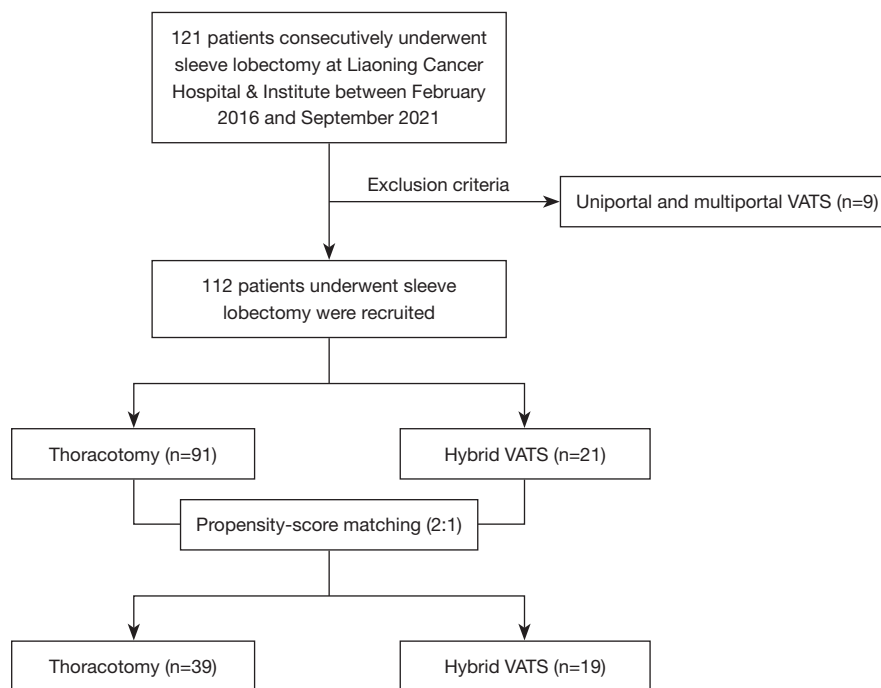 121 patients consecutively underwent
sleeve lobectomy at Liaoning Cancer
Hospital & Institute between February
2016 and September 2021
Exclusion criteria
Uniportal and multiportal VATS (n=9)
112 patients underwent sleeve
lobectomy were recruited
Thoracotomy (n=91)
Hybrid VATS (n=21)
Propensity-score matching (2:1)
Thoracotomy (n=39)
Hybrid VATS (n=19)